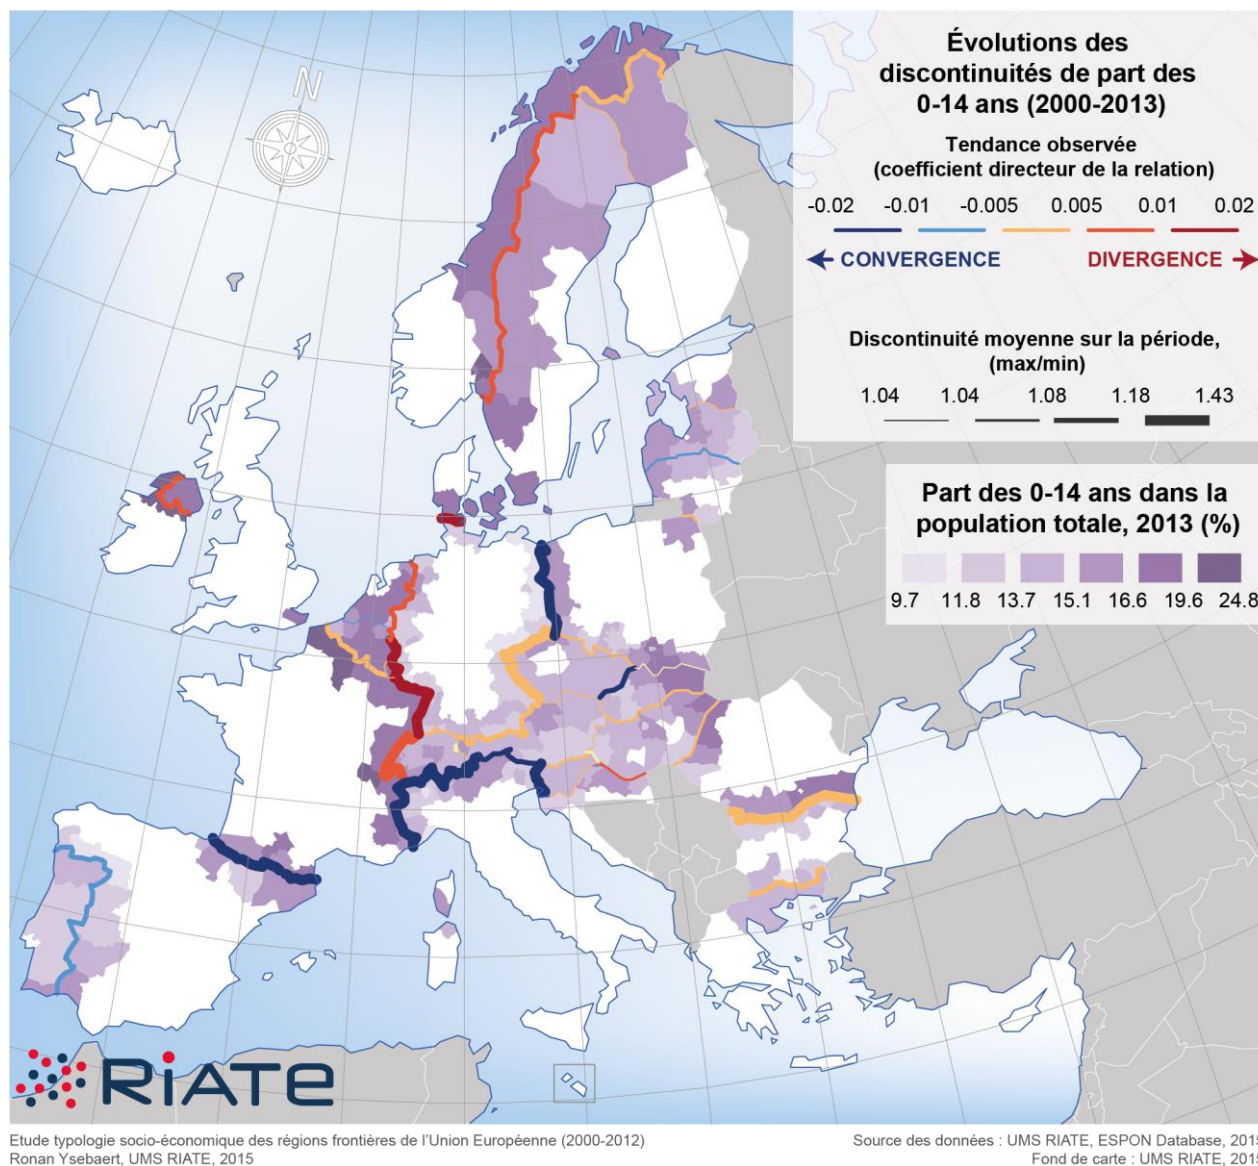 Évolutions des
discontinuités de part des
0-14 ans (2000-2013)
Tendance observée
(coefficient directeur de la relation)
-0.02 -0.01 -0.005 0.005 0.01 0.02
CONVERGENCE DIVERGENCE
Discontinuité moyenne sur la période,
(max/min)
1.04 1.04 1.08 1.18 1.43
Part des 0-14 ans dans la
population totale, 2013 (%)
9.7 11.8 13.7 15.1 16.6 19.6 24.8
N
RiATE
Etude typologie socio-économique des régions frontières de l'Union Européenne (2000-2012)
Ronan Ysebaert, UMS RIATE, 2015
Source des données : UMS RIATE, ESPON Database, 2015
Fond de carte : UMS RIATE, 2015